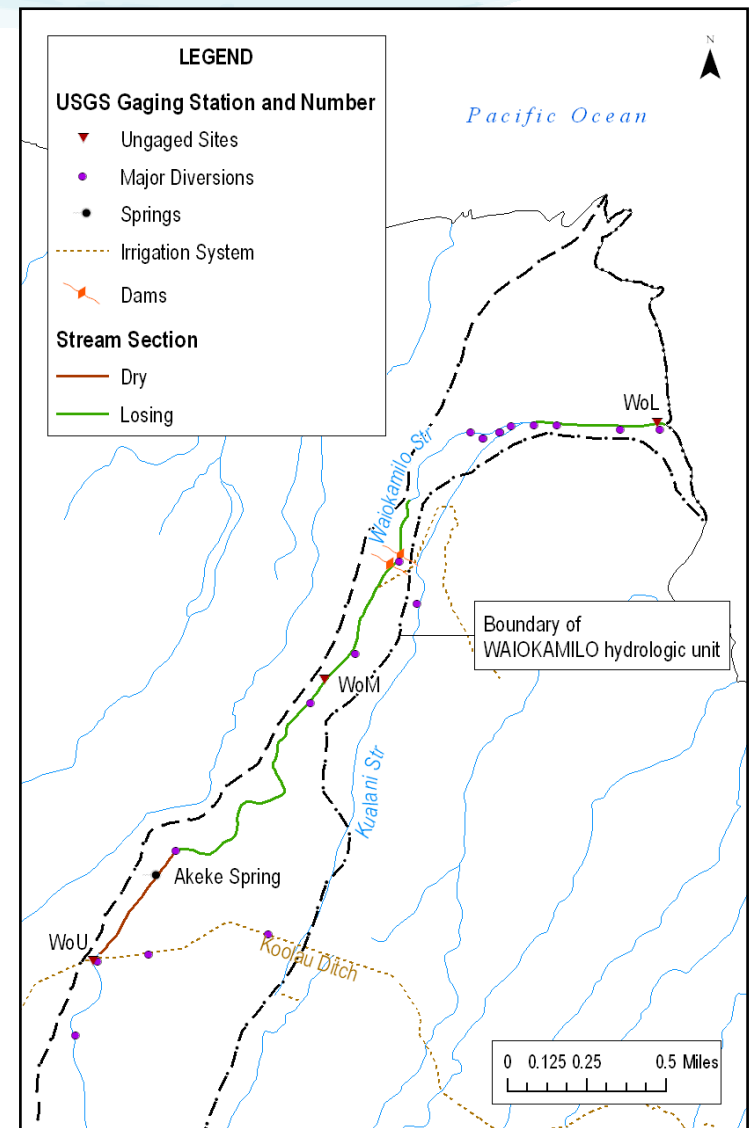 LEGEND
USGS Gaging Station and Number
Ungaged Sites
Major Diversions
Springs
Irrigation System
Dams
Stream Section
Dry
Losing
N
Pacific Ocean
WoL
Waiokamilo Str
Boundary of
WAIOKAMILO hydrologic unit
WoM
Kualani Str
Akeke Spring
WoU
Koolau Ditch
0 0.125 0.25 0.5 Miles